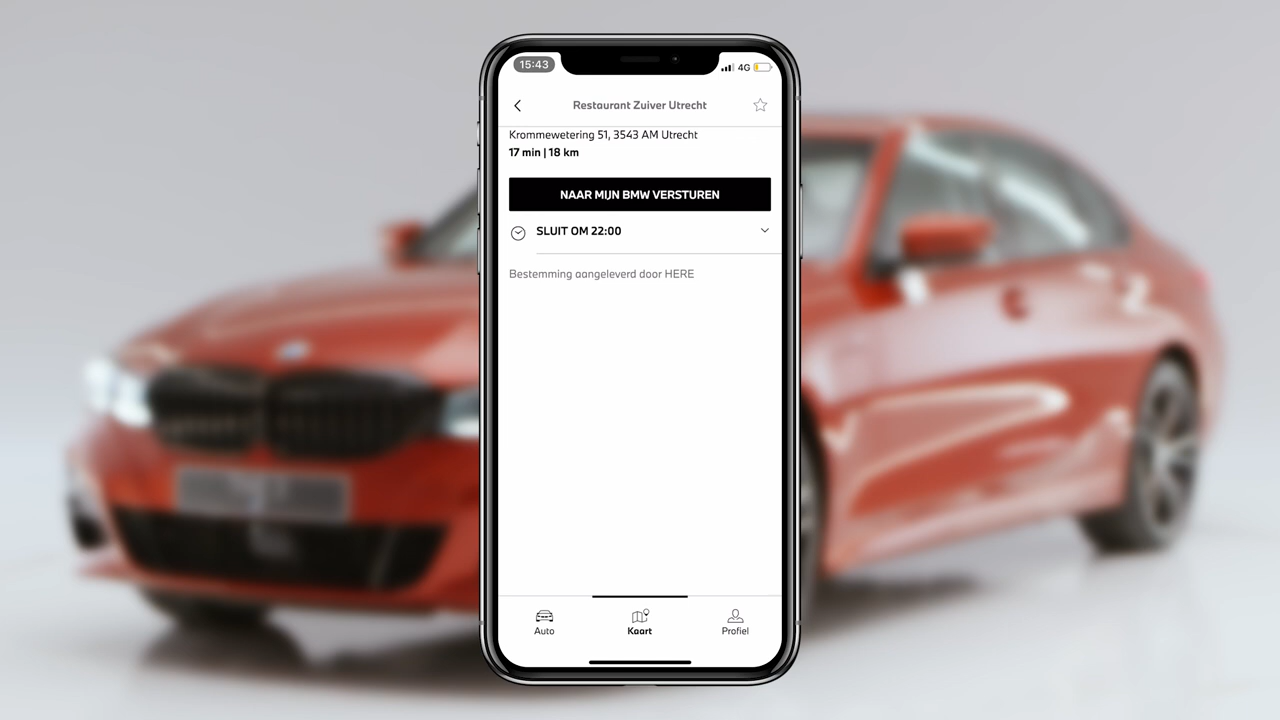 15:43
4G
Restaurant Zuiver Utrecht
Krommewetering 51, 3543 AM Utrecht
17 min | 18 km
NAAR MIJN BMW VERSTUREN
SLUIT OM 22:00
Bestemming aangeleverd door HERE
Auto
Kaart
Profiel